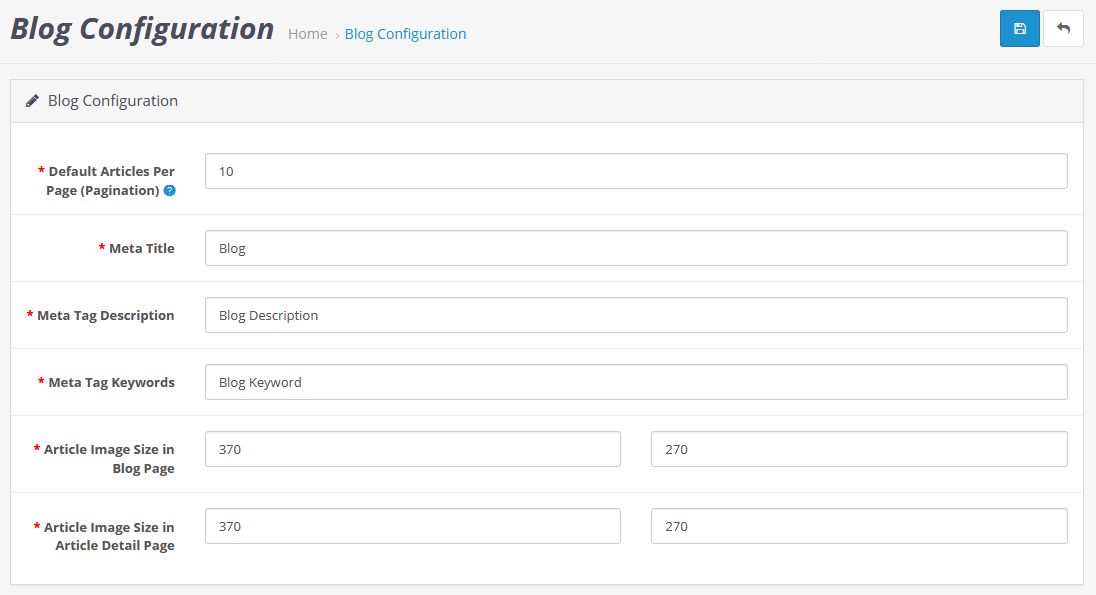 Blog Configuration Home › Blog Configuration
Blog Configuration
* Default Articles Per
Page (Pagination) ?
10
* Meta Title
Blog
* Meta Tag Description
Blog Description
* Meta Tag Keywords
Blog Keyword
* Article Image Size in
Blog Page
370
270
* Article Image Size in
Article Detail Page
370
270